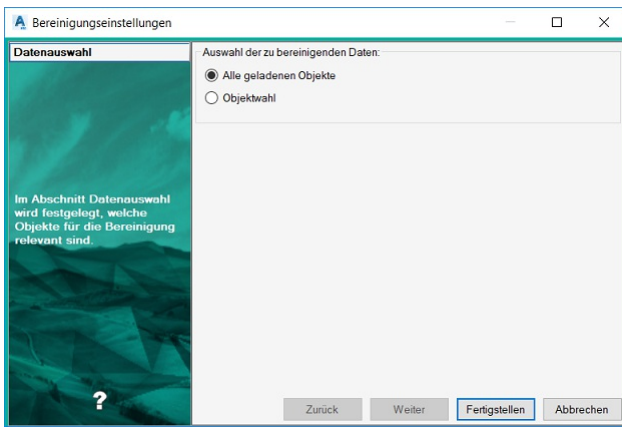 Bereinigungseinstellungen
Datenauswahl
Im Abschnitt Datenauswahl
wird festgelegt, welche
Objekte für die Bereinigung
relevant sind.
?
Auswahl der zu bereinigenden Daten:
Alle geladenen Objekte
Objektwahl
Zurück
Weiter
Fertigstellen
Abbrechen